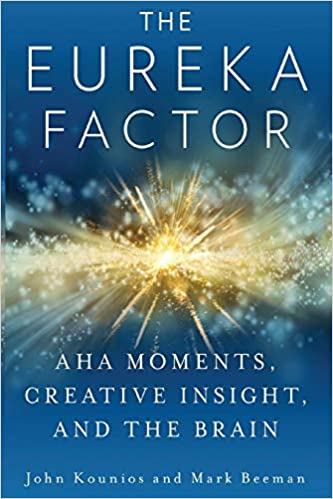 THE
EUREKA
FACTOR
AHA MOMENTS,
CREATIVE INSIGHT,
AND THE BRAIN
John Kounios and Mark Beeman